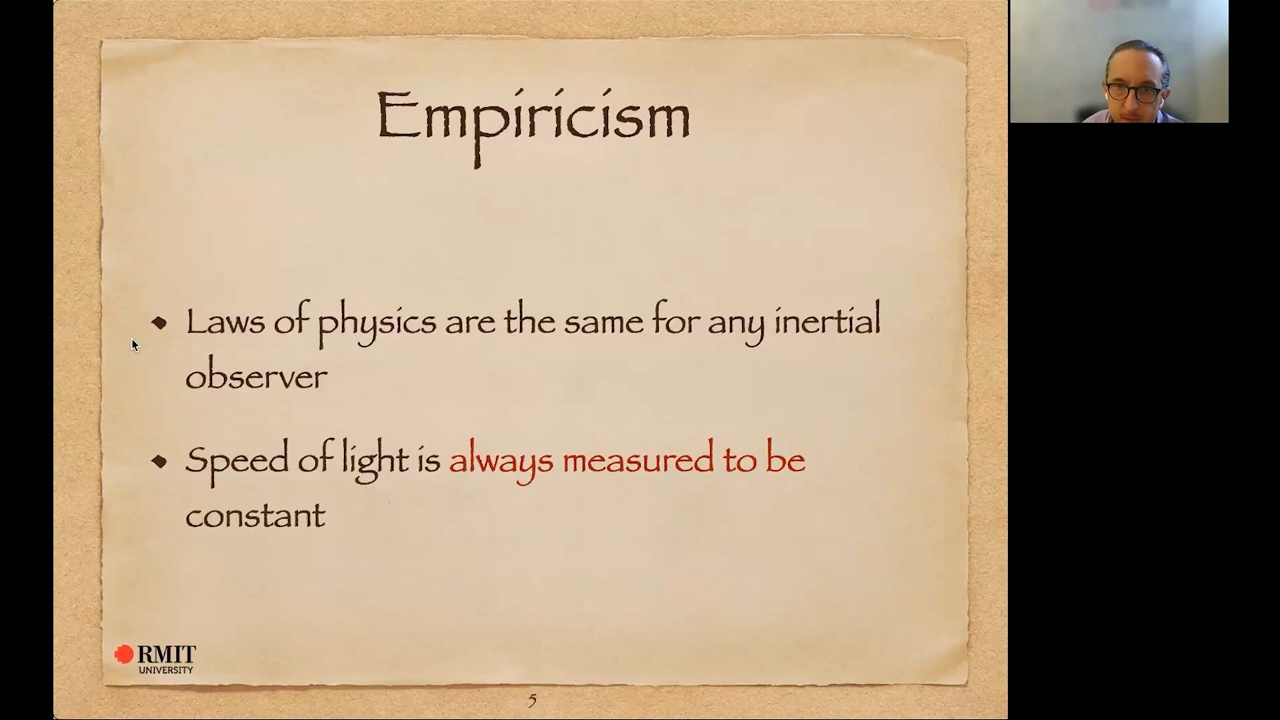 Empiricism
Laws of physics are the same for any inertial
observer
Speed of light is always measured to be
constant
RMIT
UNIVERSITY
5